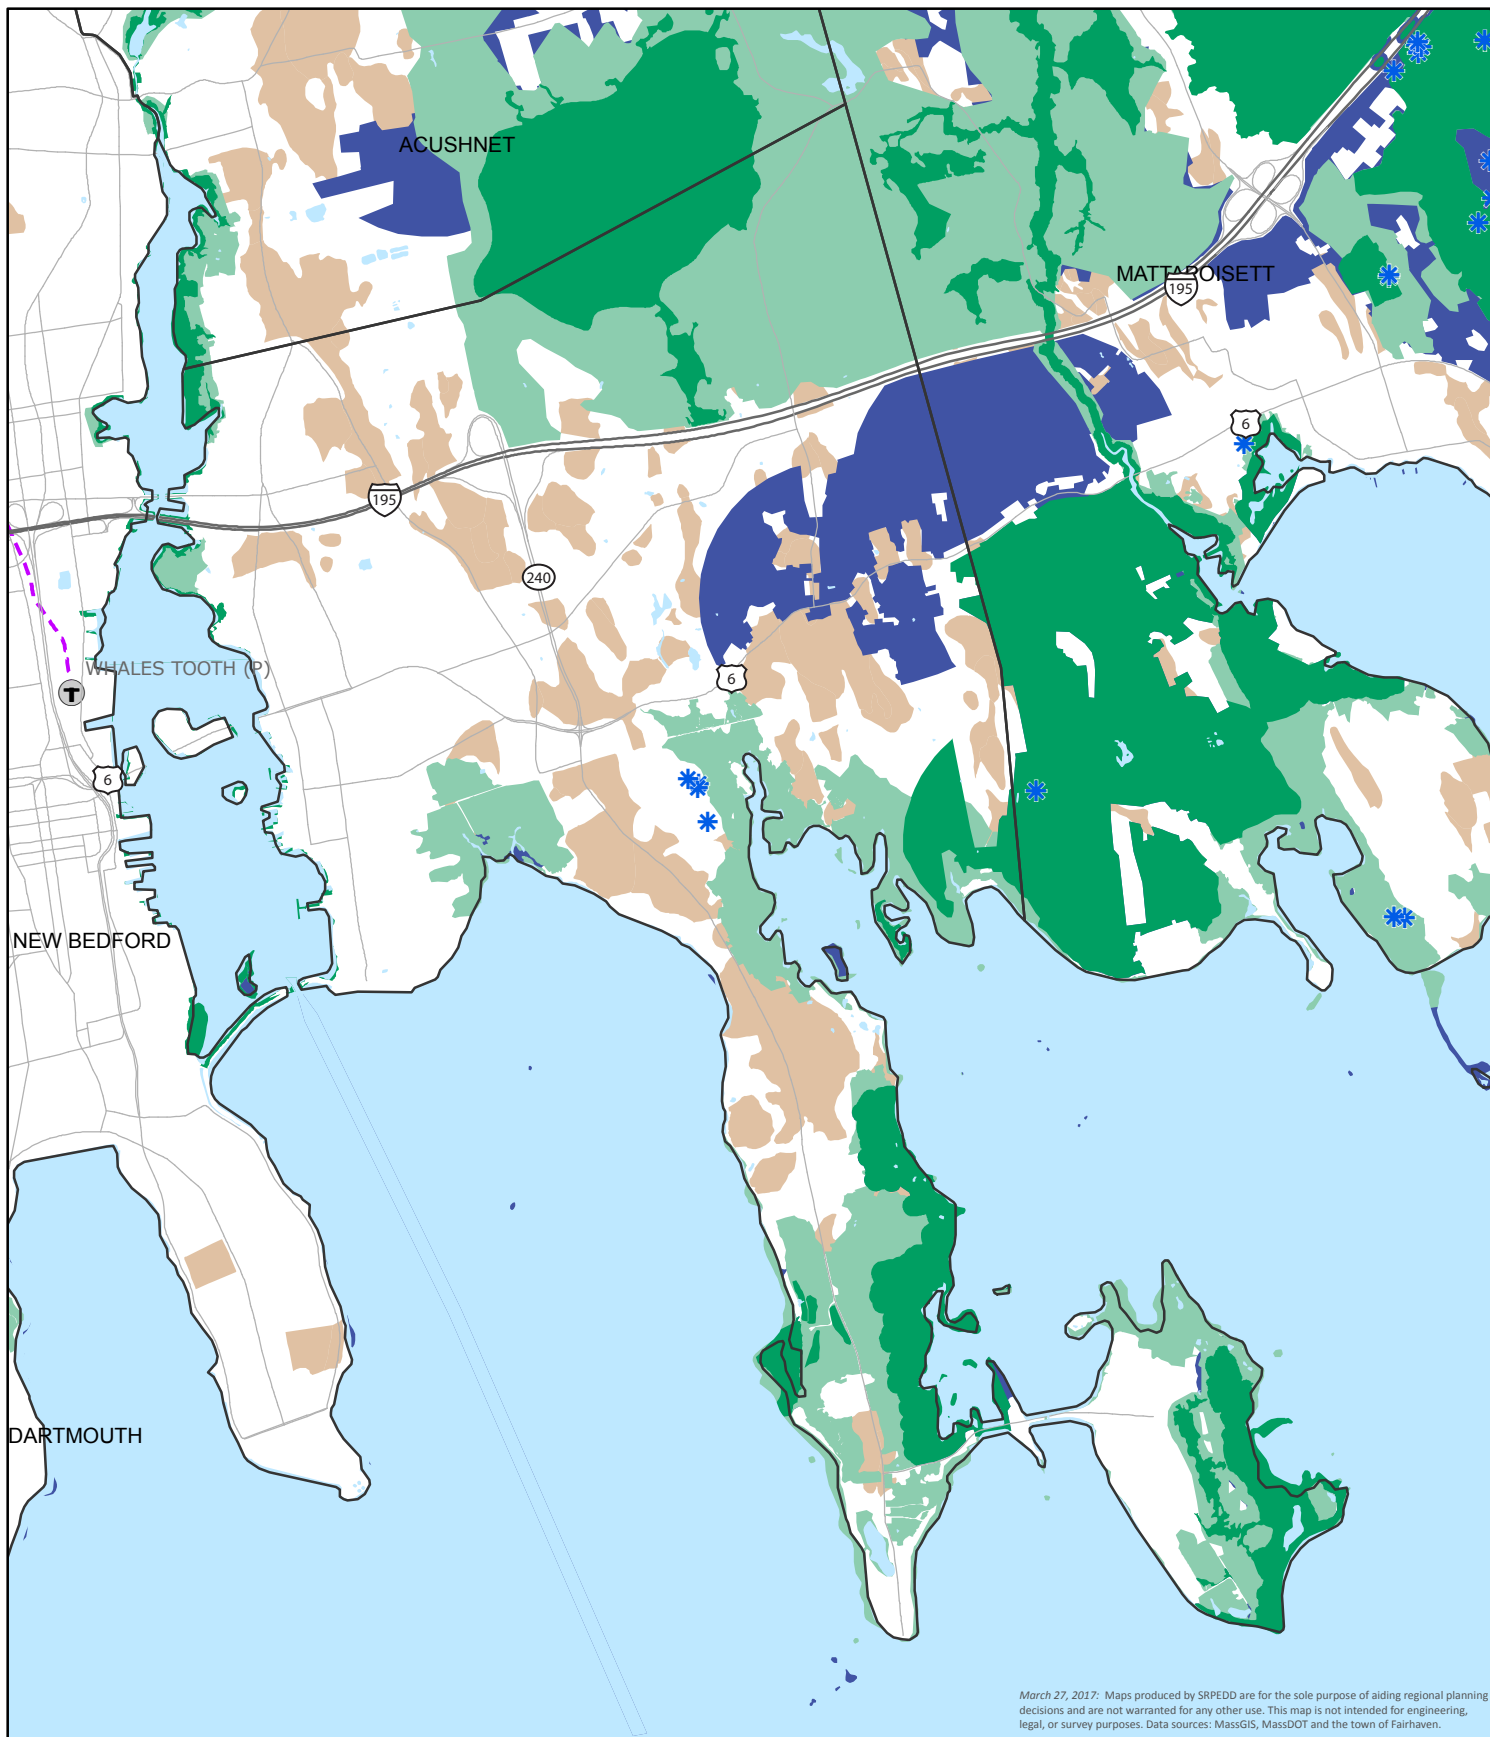 ACUSHNET
MATTAPOISETT
195
6
195
240
WHALES TOOTH (P)
T
6
6
NEW BEDFORD
DARTMOUTH
March 27, 2017: Maps produced by SRPEDD are for the sole purpose of aiding regional planning
decisions and are not warranted for any other use. This map is not intended for engineering,
legal, or survey purposes. Data sources: MassGIS, MassDOT and the town of Fairhaven.